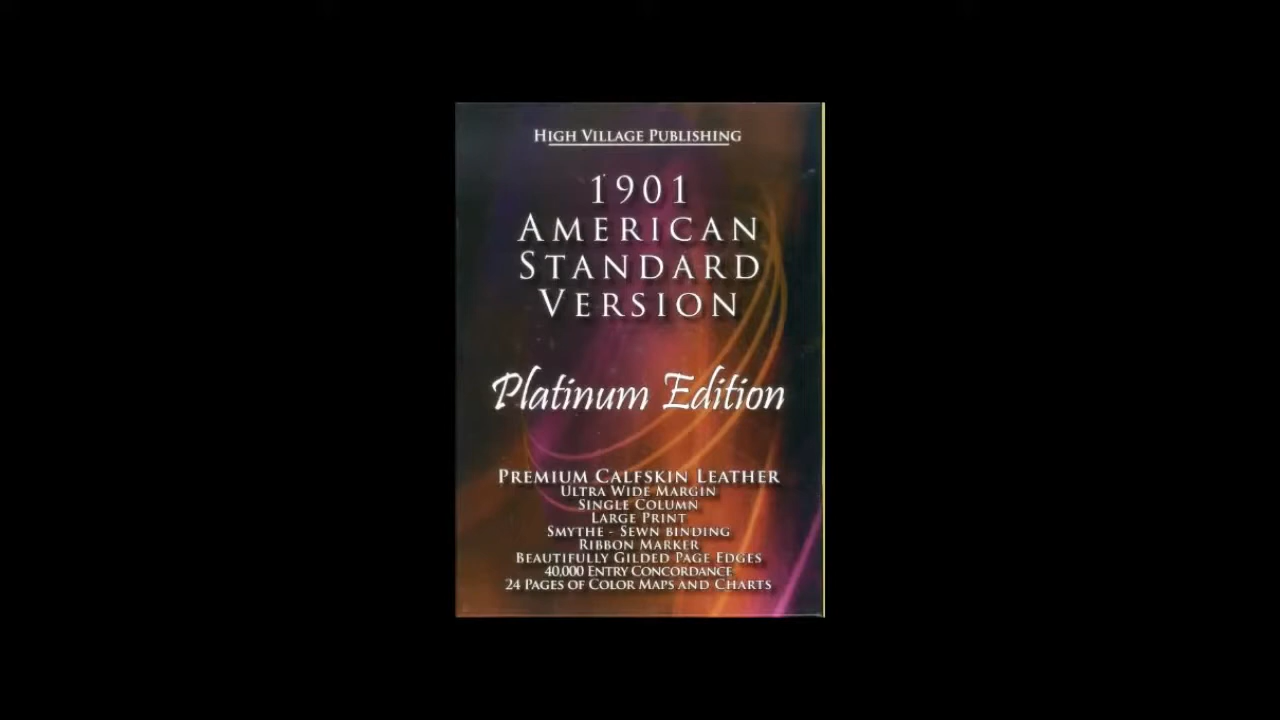 High Village Publishing
1901
American
Standard
Version
Platinum Edition
Premium Calfskin Leather
Ultra Wide Margin
Single Column
Large Print
Smythe - Sewn binding
Ribbon Marker
Beautifully Gilded Page Edges
40,000 Entry Concordance
24 Pages of Color Maps and Charts